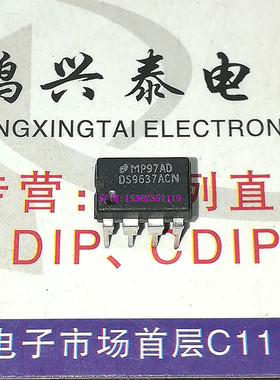 鸿兴泰电
NGXINGTAI ELECTRON
专营：
列直
MP97AD
DS9637ACN
DIP、CDIP
电子市场首层C11